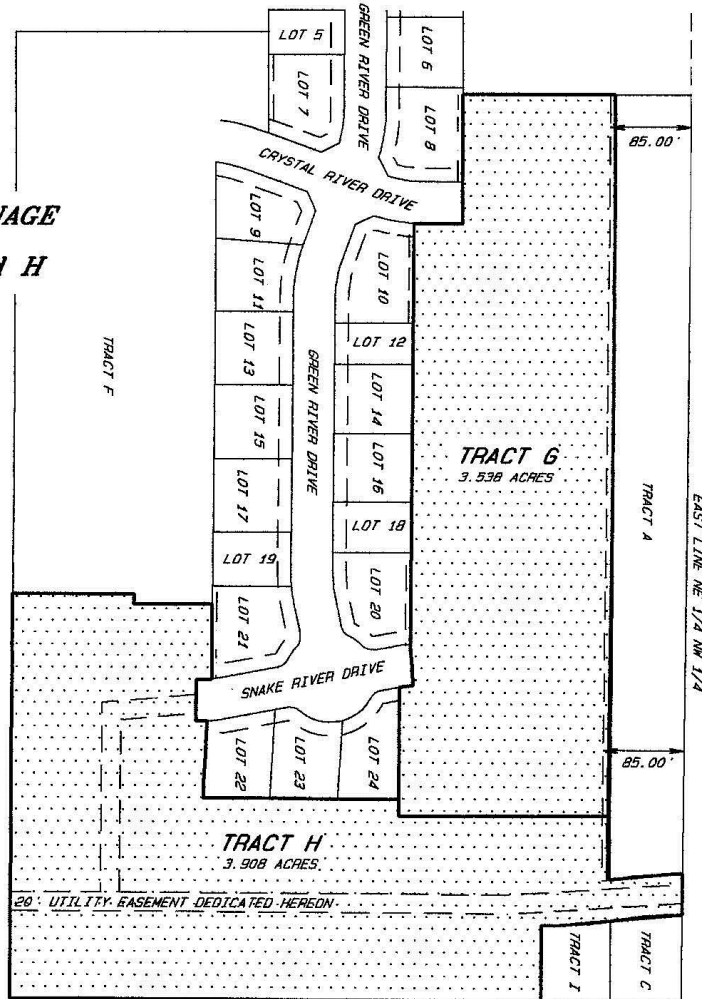 LOT 5
GREEN RIVER DRIVE
LOT 6
LOT 7
LOT 8
85.00'
CRYSTAL RIVER DRIVE
LOT 9
NAGE
H
LOT 10
LOT 11
LOT 12
TRACT F
LOT 13
GREEN RIVER DRIVE
LOT 14
LOT 15
LOT 16
TRACT G
3.538 ACRES
LOT 17
LOT 18
TRACT A
EAST LINE NE 1/4 NW 1/4
LOT 19
LOT 20
LOT 21
SNAKE RIVER DRIVE
LOT 22
LOT 23
LOT 24
85.00'
TRACT H
3.908 ACRES
20' UTILITY EASEMENT DEDICATED HEREON
TRACT I
TRACT C